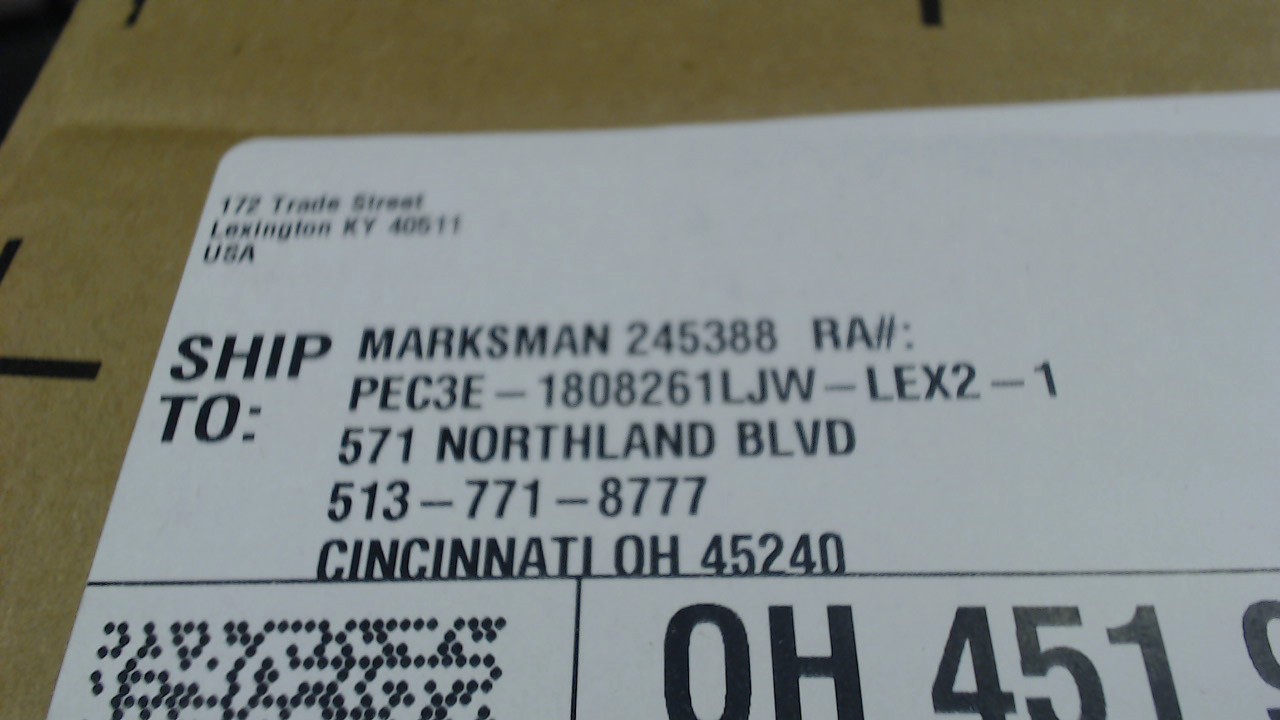 172 Trade Street
Lexington KY 40511
USA
SHIP TO:
MARKSMAN 245388 RA#:
PEC3E-1808261LJW-LEX2-1
571 NORTHLAND BLVD
513-771-8777
CINCINNATI OH 45240
OH 451 9